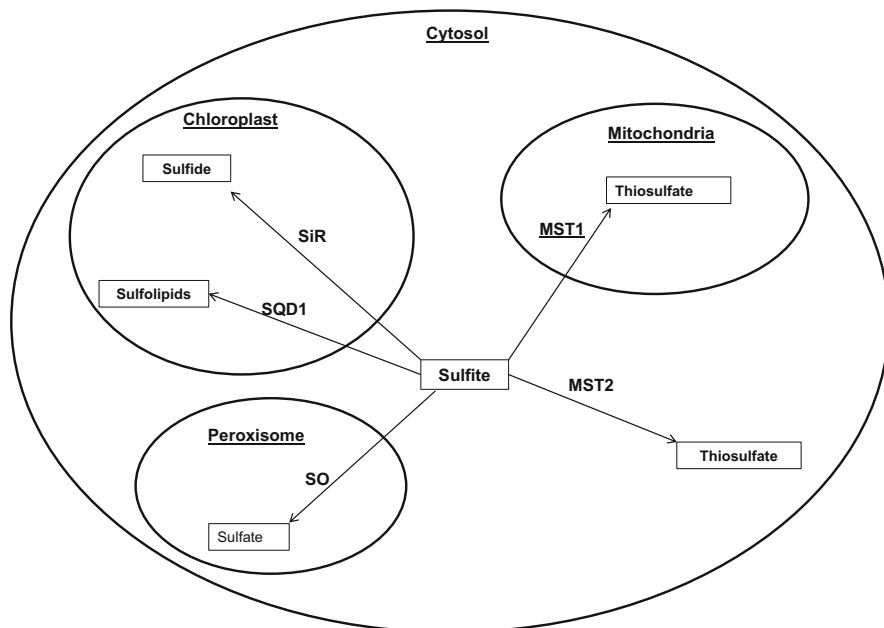 Cytosol
Chloroplast
Mitochondria
Sulfide
Thiosulfate
MST1
SiR
Sulfolipids
SQD1
Sulfite
MST2
Peroxisome
Thiosulfate
SO
Sulfate